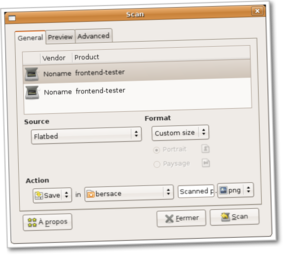 Scan
General Preview Advanced
Vendor Product
Noname frontend-tester
Noname frontend-tester
Source Format
Flatbed Custom size
Portrait
Paysage
Action
Save in bersace Scanned p png
À propos Fermer Scan